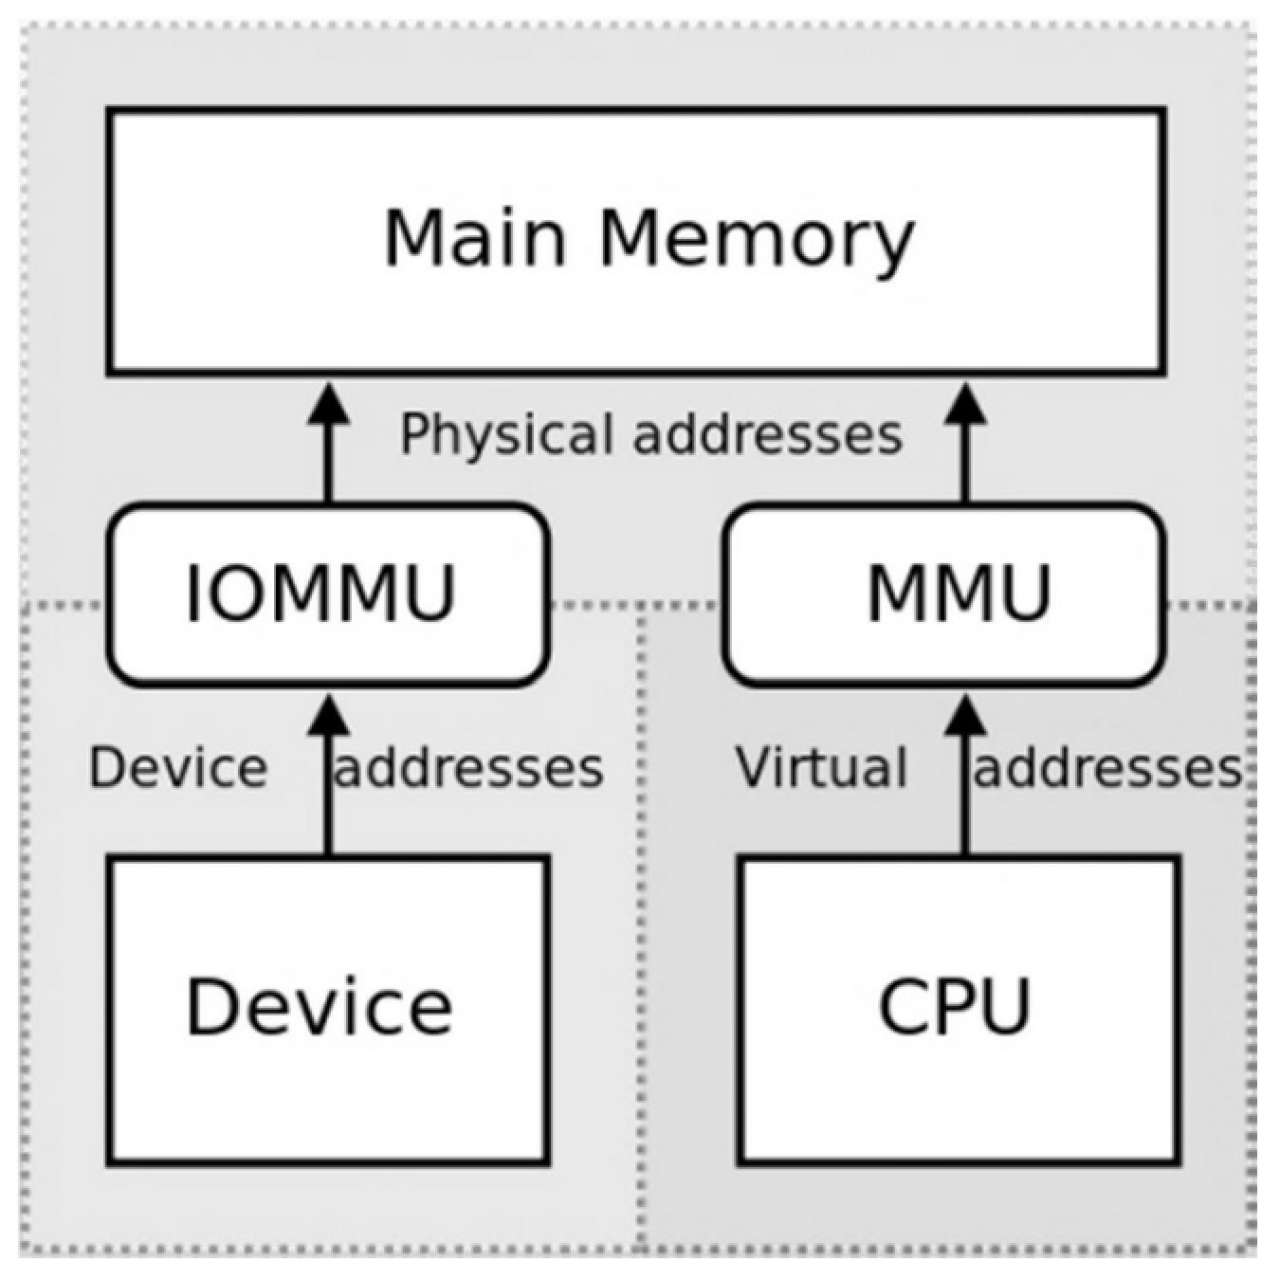 Main Memory
Physical addresses
IOMMU
MMU
Device addresses
Virtual addresses
Device
CPU